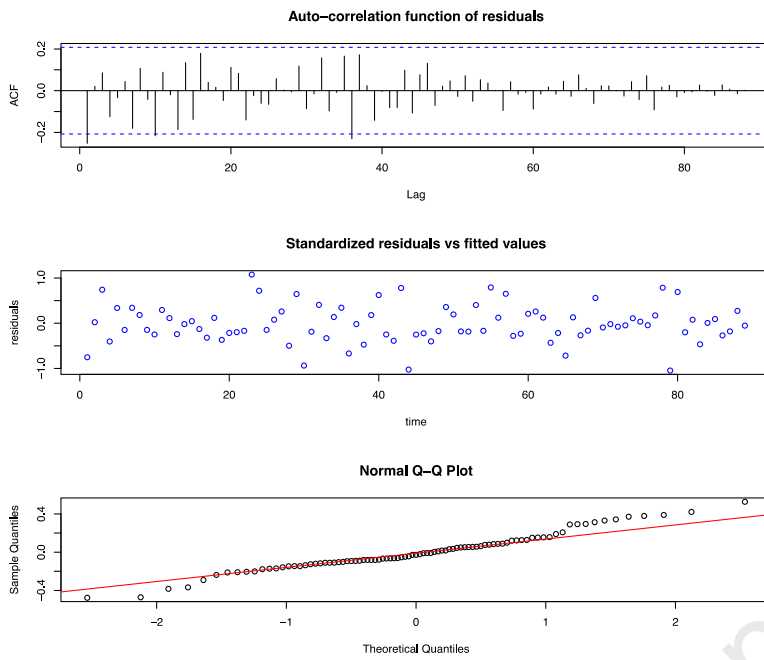 Auto−correlation function of residuals
0.2
−0.2
ACF
0
20
40
60
80
Lag
Standardized residuals vs fitted values
1.0
0.0
−1.0
residuals
0
20
40
60
80
time
Normal Q−Q Plot
0.4
0.0
−0.4
Sample Quantiles
−2
−1
0
1
2
Theoretical Quantiles